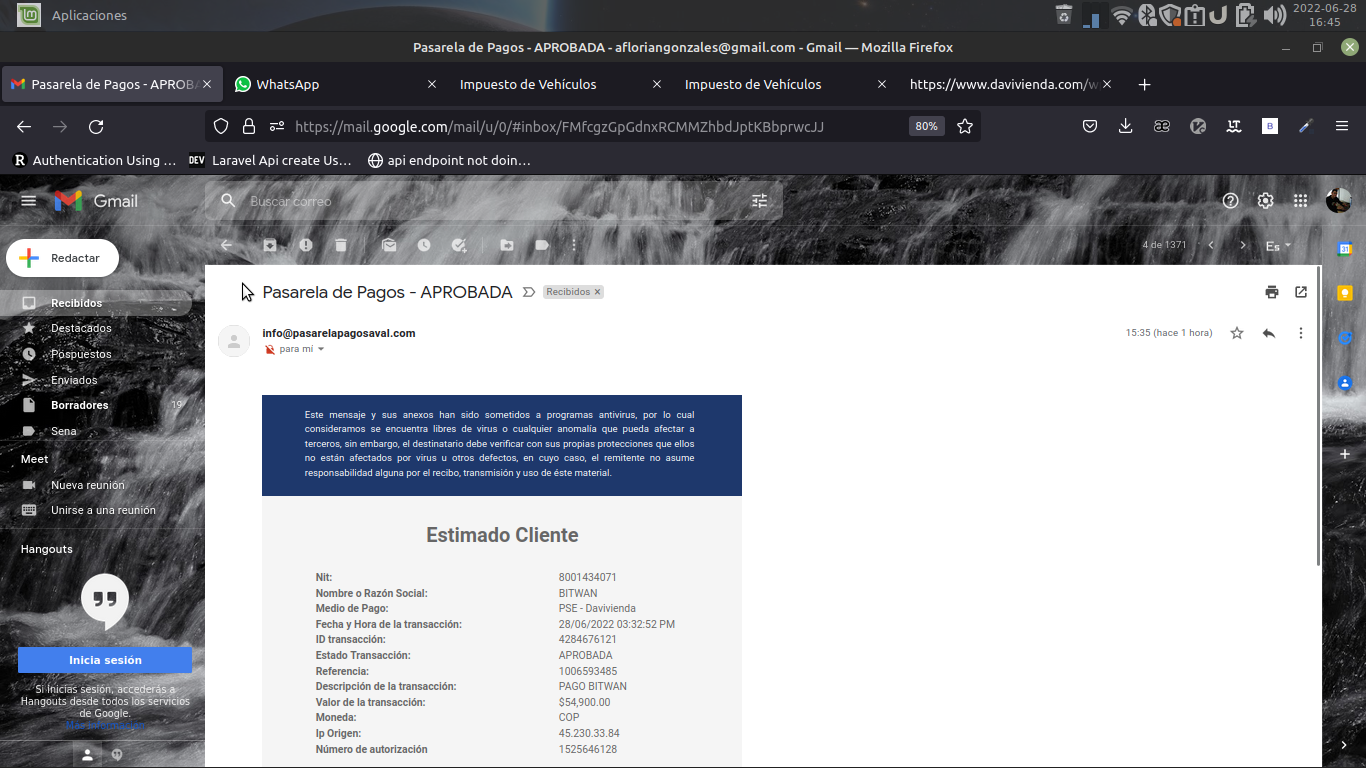 Aplicaciones
2022-06-28
16:45
Pasarela de Pagos - APROBADA - afloriangonzales@gmail.com - Gmail — Mozilla Firefox
Pasarela de Pagos - APROBA
WhatsApp
Impuesto de Vehículos
Impuesto de Vehículos
https://www.davivienda.com/w
https://mail.google.com/mail/u/0/#inbox/FMfcgzGpGdnxRCMMZhbdJptKBbprwcJJ
80%
Authentication Using ...
DEV
Laravel Api create Us...
api endpoint not doin...
Gmail
Buscar correo
4 de 1371
Es
Redactar
Recibidos
Destacados
Pospuestos
Enviados
Borradores 19
Sena
Meet
Nueva reunión
Unirse a una reunión
Hangouts
Inicia sesión
Si inicias sesión, accederás a
Hangouts desde todos los servicios
de Google.
Pasarela de Pagos - APROBADA
Recibidos
info@pasarelapagosaval.com
15:35 (hace 1 hora)
para mí
Este mensaje y sus anexos han sido sometidos a programas antivirus, por lo cual
consideramos se encuentra libres de virus o cualquier anomalía que pueda afectar a
terceros, sin embargo, el destinatario debe verificar con sus propias protecciones que ellos
no están afectados por virus u otros defectos, en cuyo caso, el remitente no asume
responsabilidad alguna por el recibo, transmisión y uso de éste material.
Estimado Cliente
Nit: 8001434071
Nombre o Razón Social: BITWAN
Medio de Pago: PSE - Davivienda
Fecha y Hora de la transacción: 28/06/2022 03:32:52 PM
ID transacción: 4284676121
Estado Transacción: APROBADA
Referencia: 1006593485
Descripción de la transacción: PAGO BITWAN
Valor de la transacción: $54,900.00
Moneda: COP
Ip Origen: 45.230.33.84
Número de autorización 1525646128